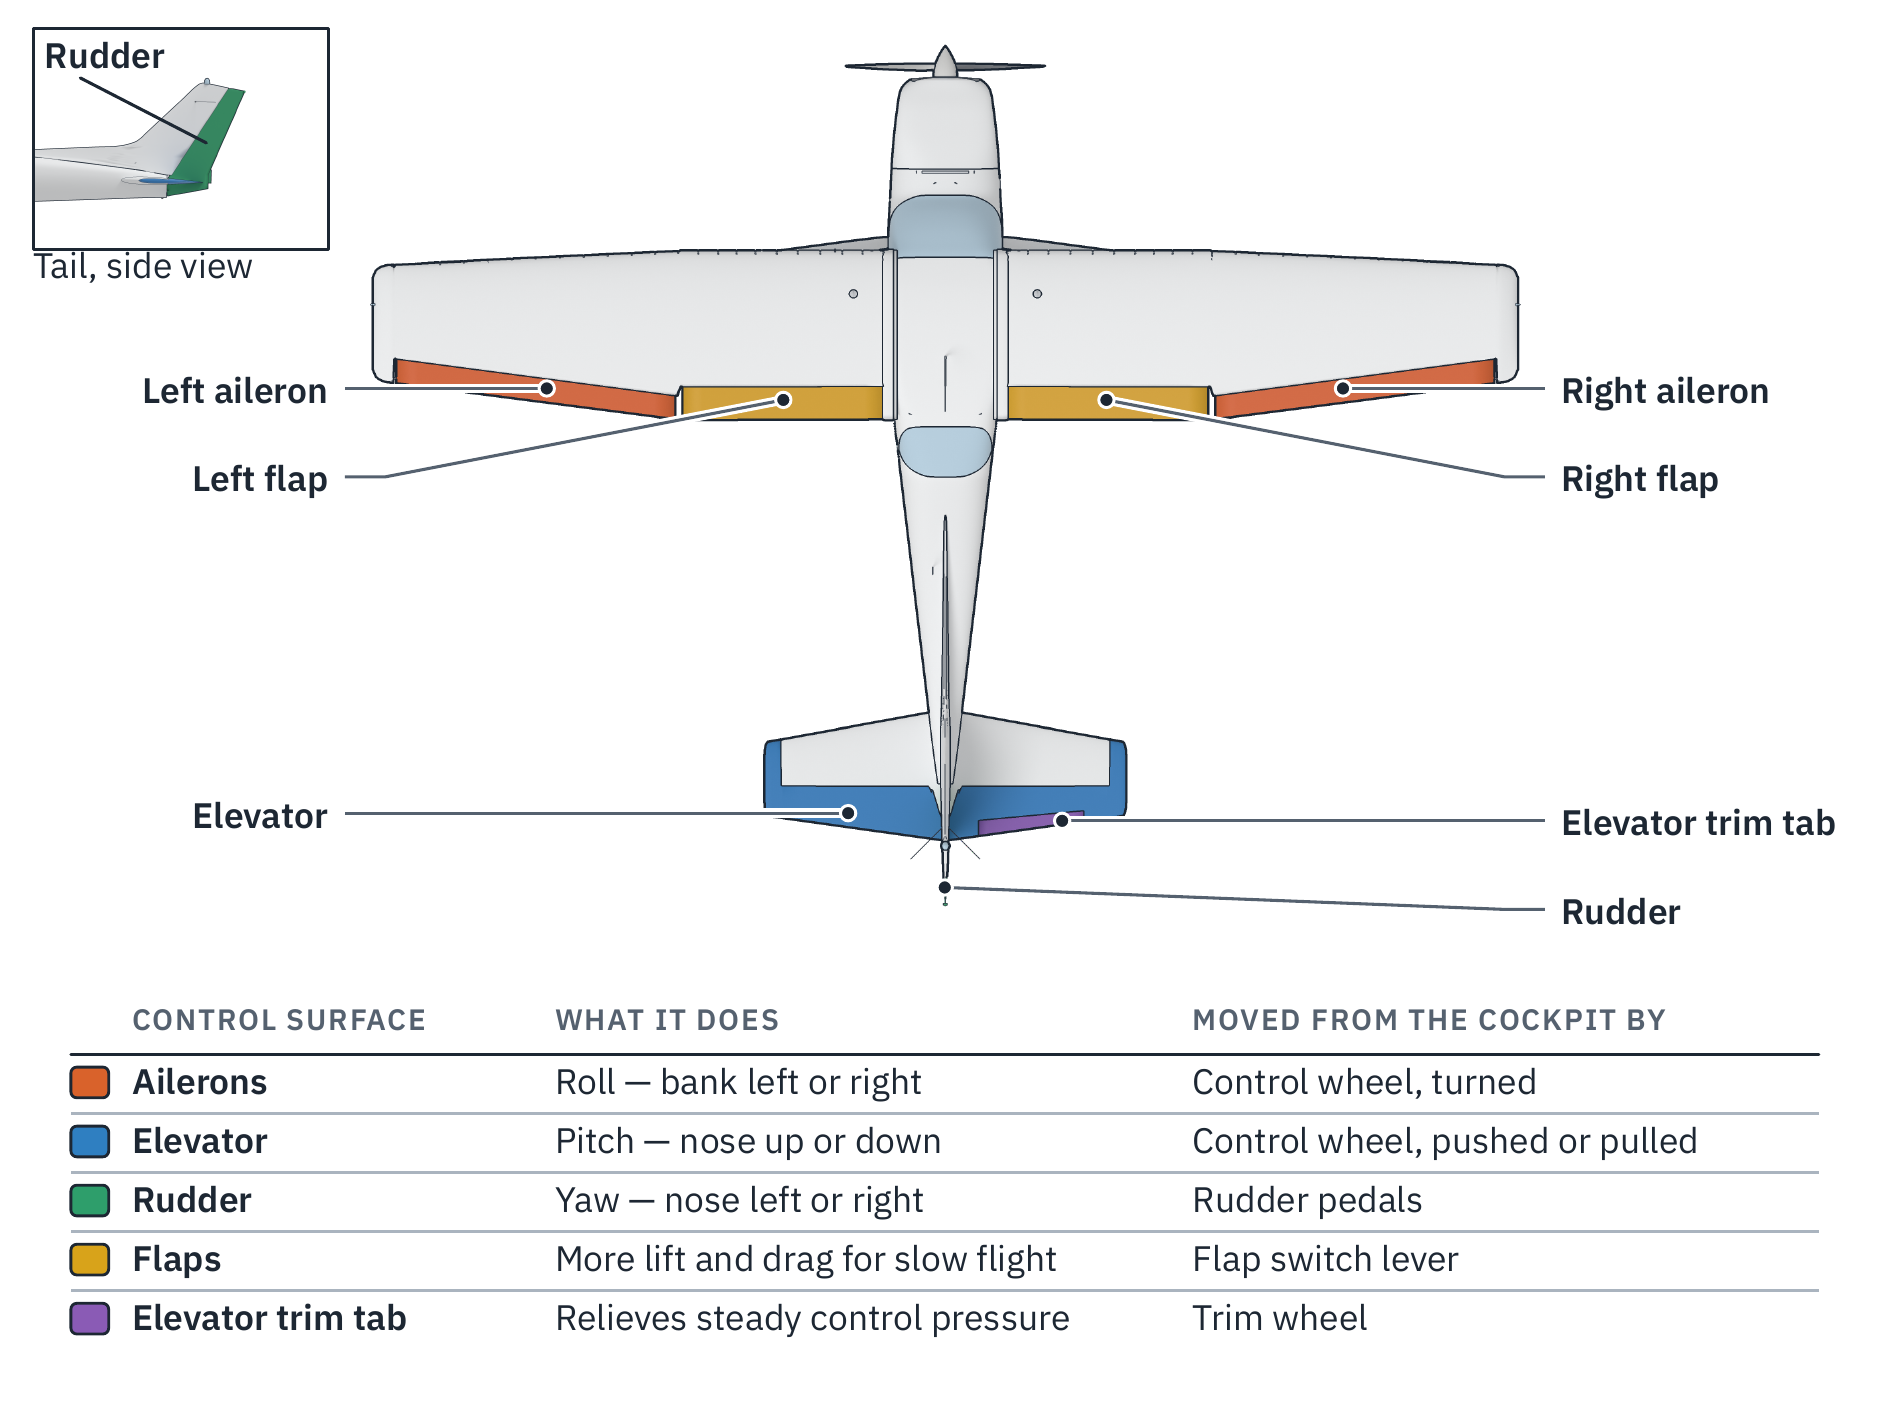 Rudder
Tail, side view
Left aileron
Right aileron
Left flap
Right flap
Elevator
Elevator trim tab
Rudder
CONTROL SURFACE WHAT IT DOES MOVED FROM THE COCKPIT BY
Ailerons Roll — bank left or right Control wheel, turned
Elevator Pitch — nose up or down Control wheel, pushed or pulled
Rudder Yaw — nose left or right Rudder pedals
Flaps More lift and drag for slow flight Flap switch lever
Elevator trim tab Relieves steady control pressure Trim wheel